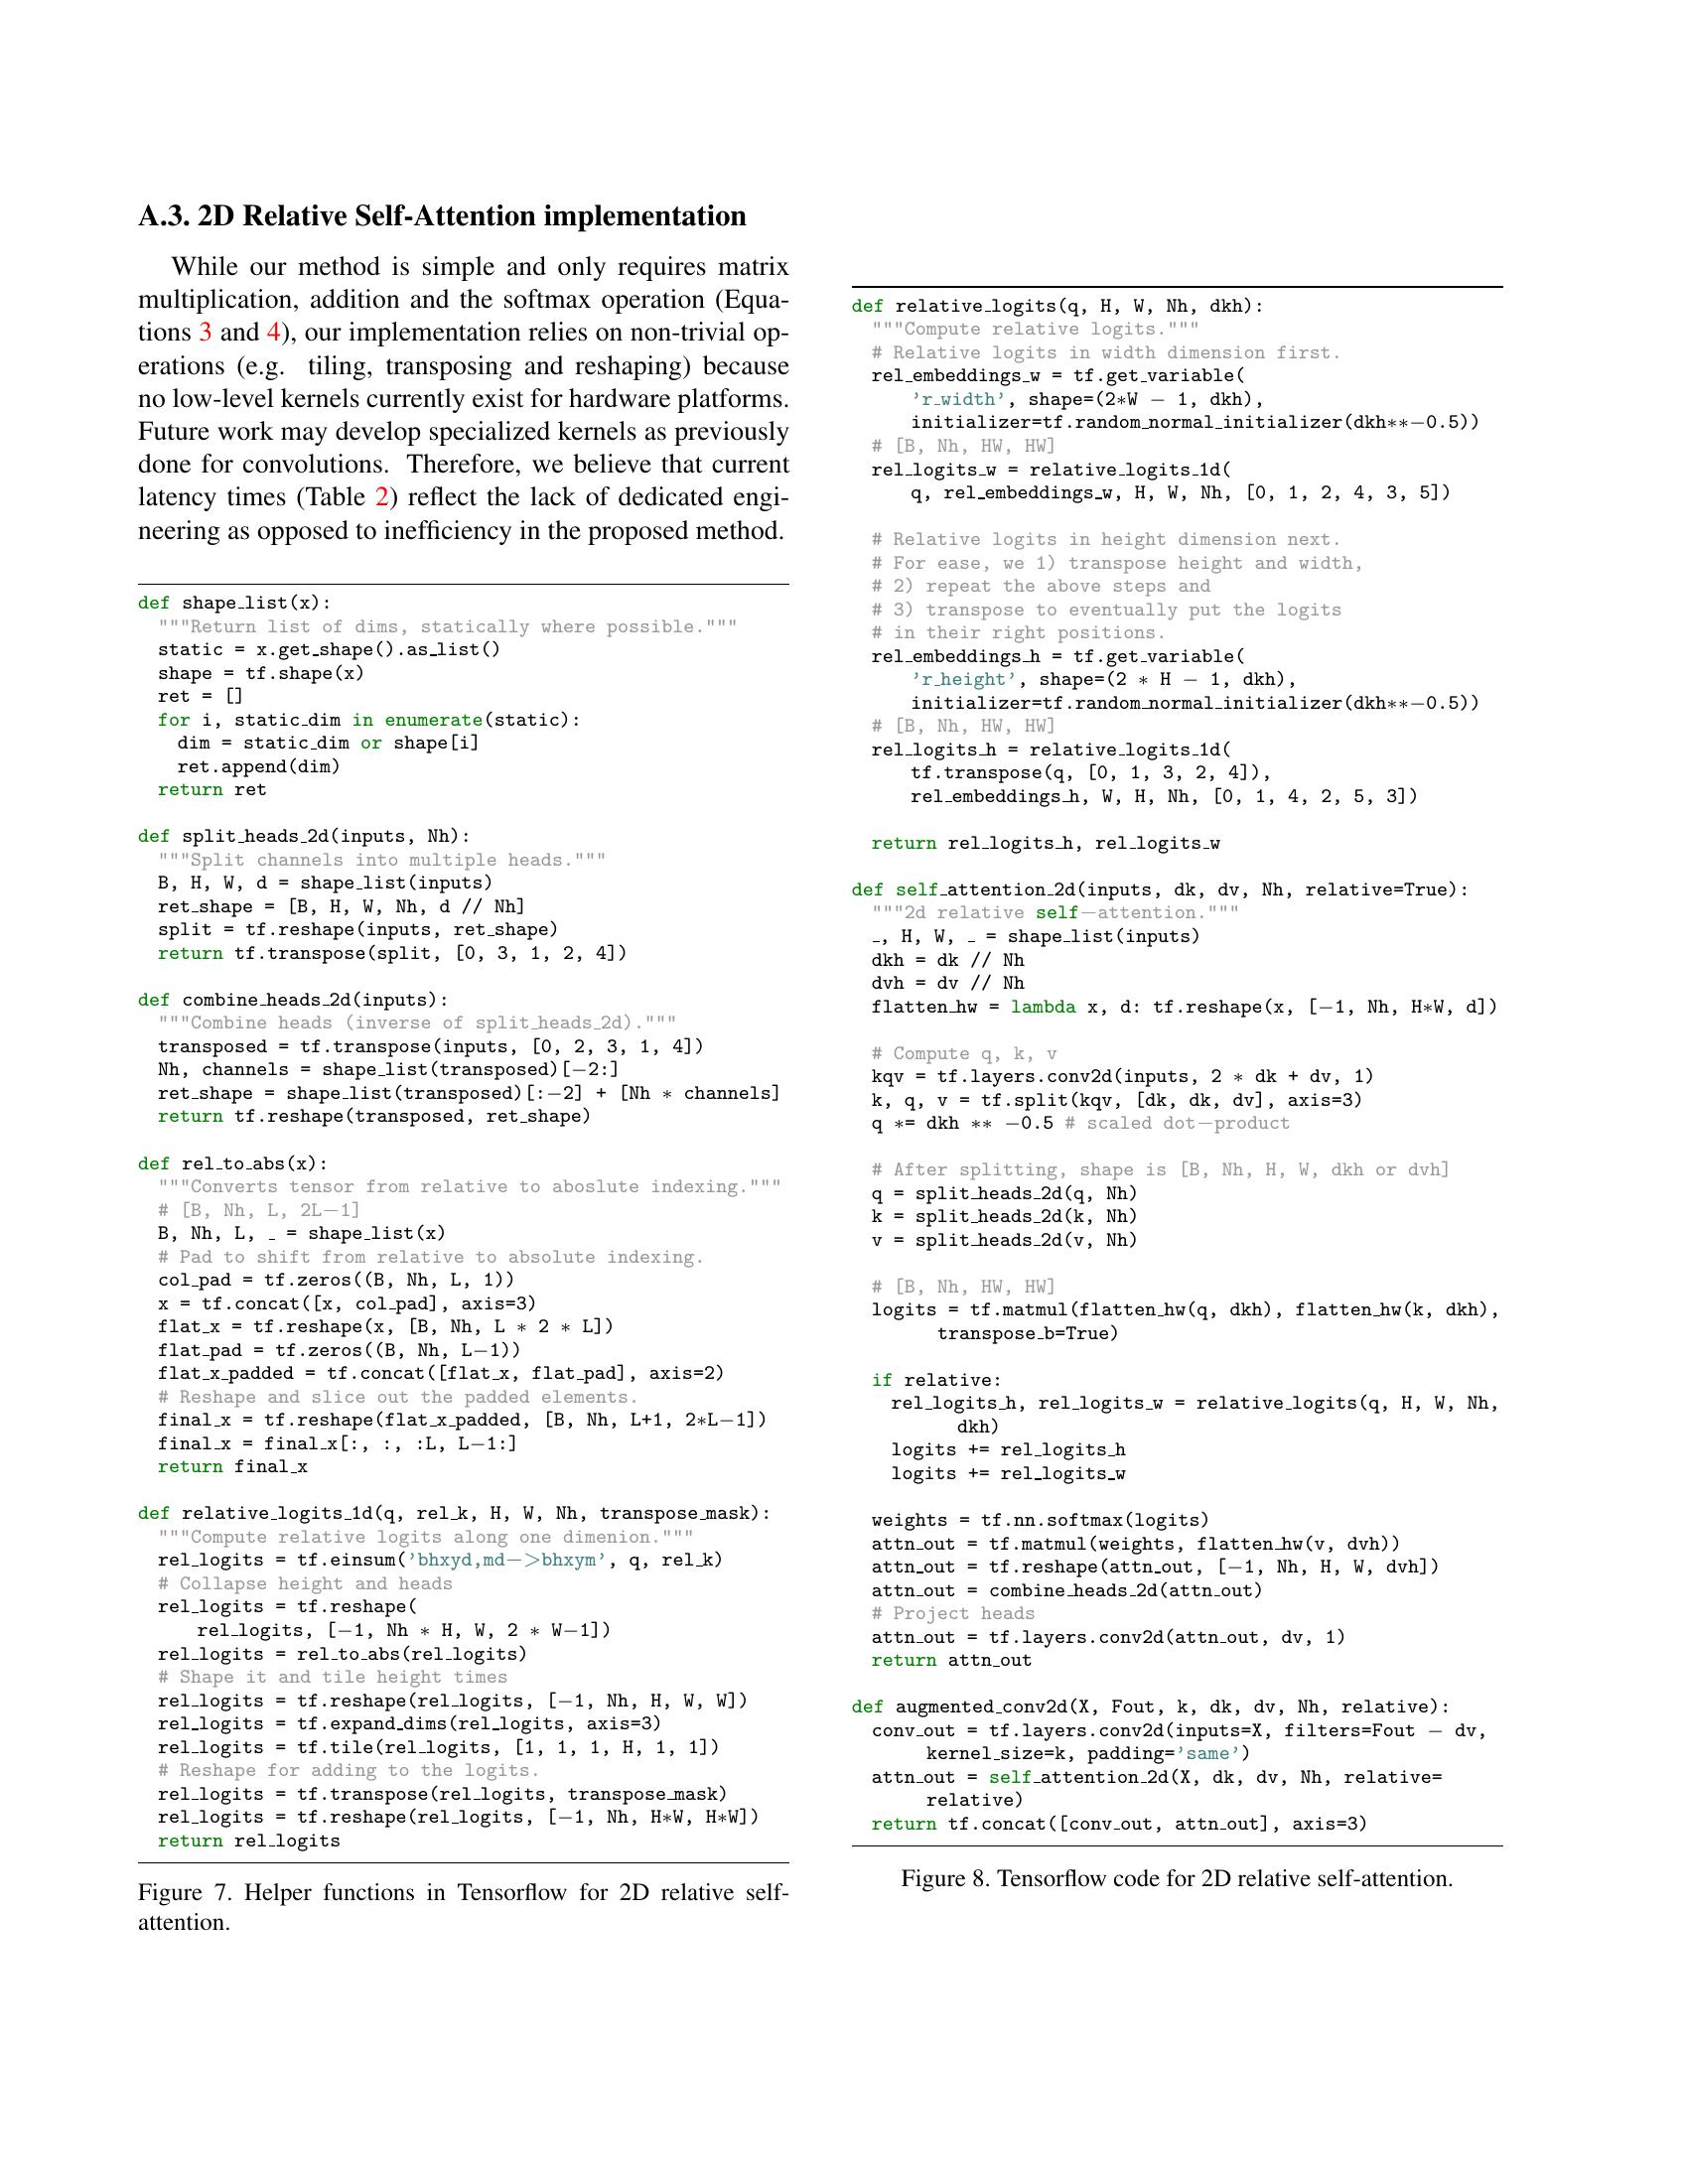 A.3. 2D Relative Self-Attention implementation
While our method is simple and only requires matrix
multiplication, addition and the softmax operation (Equa-
tions 3 and 4), our implementation relies on non-trivial op-
erations (e.g. tiling, transposing and reshaping) because
no low-level kernels currently exist for hardware platforms.
Future work may develop specialized kernels as previously
done for convolutions. Therefore, we believe that current
latency times (Table 2) reflect the lack of dedicated engi-
neering as opposed to inefficiency in the proposed method.
def shape_list(x):
  """Return list of dims, statically where possible."""
  static = x.get_shape().as_list()
  shape = tf.shape(x)
  ret = []
  for i, static_dim in enumerate(static):
    dim = static_dim or shape[i]
    ret.append(dim)
  return ret
def split_heads_2d(inputs, Nh):
  """Split channels into multiple heads."""
  B, H, W, d = shape_list(inputs)
  ret_shape = [B, H, W, Nh, d // Nh]
  split = tf.reshape(inputs, ret_shape)
  return tf.transpose(split, [0, 3, 1, 2, 4])
def combine_heads_2d(inputs):
  """Combine heads (inverse of split_heads_2d)."""
  transposed = tf.transpose(inputs, [0, 2, 3, 1, 4])
  Nh, channels = shape_list(transposed)[−2:]
  ret_shape = shape_list(transposed)[:−2] + [Nh * channels]
  return tf.reshape(transposed, ret_shape)
def rel_to_abs(x):
  """Converts tensor from relative to aboslute indexing."""
  # [B, Nh, L, 2L−1]
  B, Nh, L, _ = shape_list(x)
  # Pad to shift from relative to absolute indexing.
  col_pad = tf.zeros((B, Nh, L, 1))
  x = tf.concat([x, col_pad], axis=3)
  flat_x = tf.reshape(x, [B, Nh, L * 2 * L])
  flat_pad = tf.zeros((B, Nh, L−1))
  flat_x_padded = tf.concat([flat_x, flat_pad], axis=2)
  # Reshape and slice out the padded elements.
  final_x = tf.reshape(flat_x_padded, [B, Nh, L+1, 2*L−1])
  final_x = final_x[:, :, :L, L−1:]
  return final_x
def relative_logits_1d(q, rel_k, H, W, Nh, transpose_mask):
  """Compute relative logits along one dimenion."""
  rel_logits = tf.einsum('bhxyd,md−>bhxym', q, rel_k)
  # Collapse height and heads
  rel_logits = tf.reshape(
      rel_logits, [−1, Nh * H, W, 2 * W−1])
  rel_logits = rel_to_abs(rel_logits)
  # Shape it and tile height times
  rel_logits = tf.reshape(rel_logits, [−1, Nh, H, W, W])
  rel_logits = tf.expand_dims(rel_logits, axis=3)
  rel_logits = tf.tile(rel_logits, [1, 1, 1, H, 1, 1])
  # Reshape for adding to the logits.
  rel_logits = tf.transpose(rel_logits, transpose_mask)
  rel_logits = tf.reshape(rel_logits, [−1, Nh, H*W, H*W])
  return rel_logits
Figure 7. Helper functions in Tensorflow for 2D relative self-
attention.
def relative_logits(q, H, W, Nh, dkh):
  """Compute relative logits."""
  # Relative logits in width dimension first.
  rel_embeddings_w = tf.get_variable(
      'r_width', shape=(2*W − 1, dkh),
      initializer=tf.random_normal_initializer(dkh**−0.5))
  # [B, Nh, HW, HW]
  rel_logits_w = relative_logits_1d(
      q, rel_embeddings_w, H, W, Nh, [0, 1, 2, 4, 3, 5])
  # Relative logits in height dimension next.
  # For ease, we 1) transpose height and width,
  # 2) repeat the above steps and
  # 3) transpose to eventually put the logits
  # in their right positions.
  rel_embeddings_h = tf.get_variable(
      'r_height', shape=(2 * H − 1, dkh),
      initializer=tf.random_normal_initializer(dkh**−0.5))
  # [B, Nh, HW, HW]
  rel_logits_h = relative_logits_1d(
      tf.transpose(q, [0, 1, 3, 2, 4]),
      rel_embeddings_h, W, H, Nh, [0, 1, 4, 2, 5, 3])
  return rel_logits_h, rel_logits_w
def self_attention_2d(inputs, dk, dv, Nh, relative=True):
  """2d relative self−attention."""
  _, H, W, _ = shape_list(inputs)
  dkh = dk // Nh
  dvh = dv // Nh
  flatten_hw = lambda x, d: tf.reshape(x, [−1, Nh, H*W, d])
  # Compute q, k, v
  kqv = tf.layers.conv2d(inputs, 2 * dk + dv, 1)
  k, q, v = tf.split(kqv, [dk, dk, dv], axis=3)
  q *= dkh ** −0.5 # scaled dot−product
  # After splitting, shape is [B, Nh, H, W, dkh or dvh]
  q = split_heads_2d(q, Nh)
  k = split_heads_2d(k, Nh)
  v = split_heads_2d(v, Nh)
  # [B, Nh, HW, HW]
  logits = tf.matmul(flatten_hw(q, dkh), flatten_hw(k, dkh),
        transpose_b=True)
  if relative:
    rel_logits_h, rel_logits_w = relative_logits(q, H, W, Nh,
          dkh)
    logits += rel_logits_h
    logits += rel_logits_w
  weights = tf.nn.softmax(logits)
  attn_out = tf.matmul(weights, flatten_hw(v, dvh))
  attn_out = tf.reshape(attn_out, [−1, Nh, H, W, dvh])
  attn_out = combine_heads_2d(attn_out)
  # Project heads
  attn_out = tf.layers.conv2d(attn_out, dv, 1)
  return attn_out
def augmented_conv2d(X, Fout, k, dk, dv, Nh, relative):
  conv_out = tf.layers.conv2d(inputs=X, filters=Fout − dv,
       kernel_size=k, padding='same')
  attn_out = self_attention_2d(X, dk, dv, Nh, relative=
       relative)
  return tf.concat([conv_out, attn_out], axis=3)
Figure 8. Tensorflow code for 2D relative self-attention.